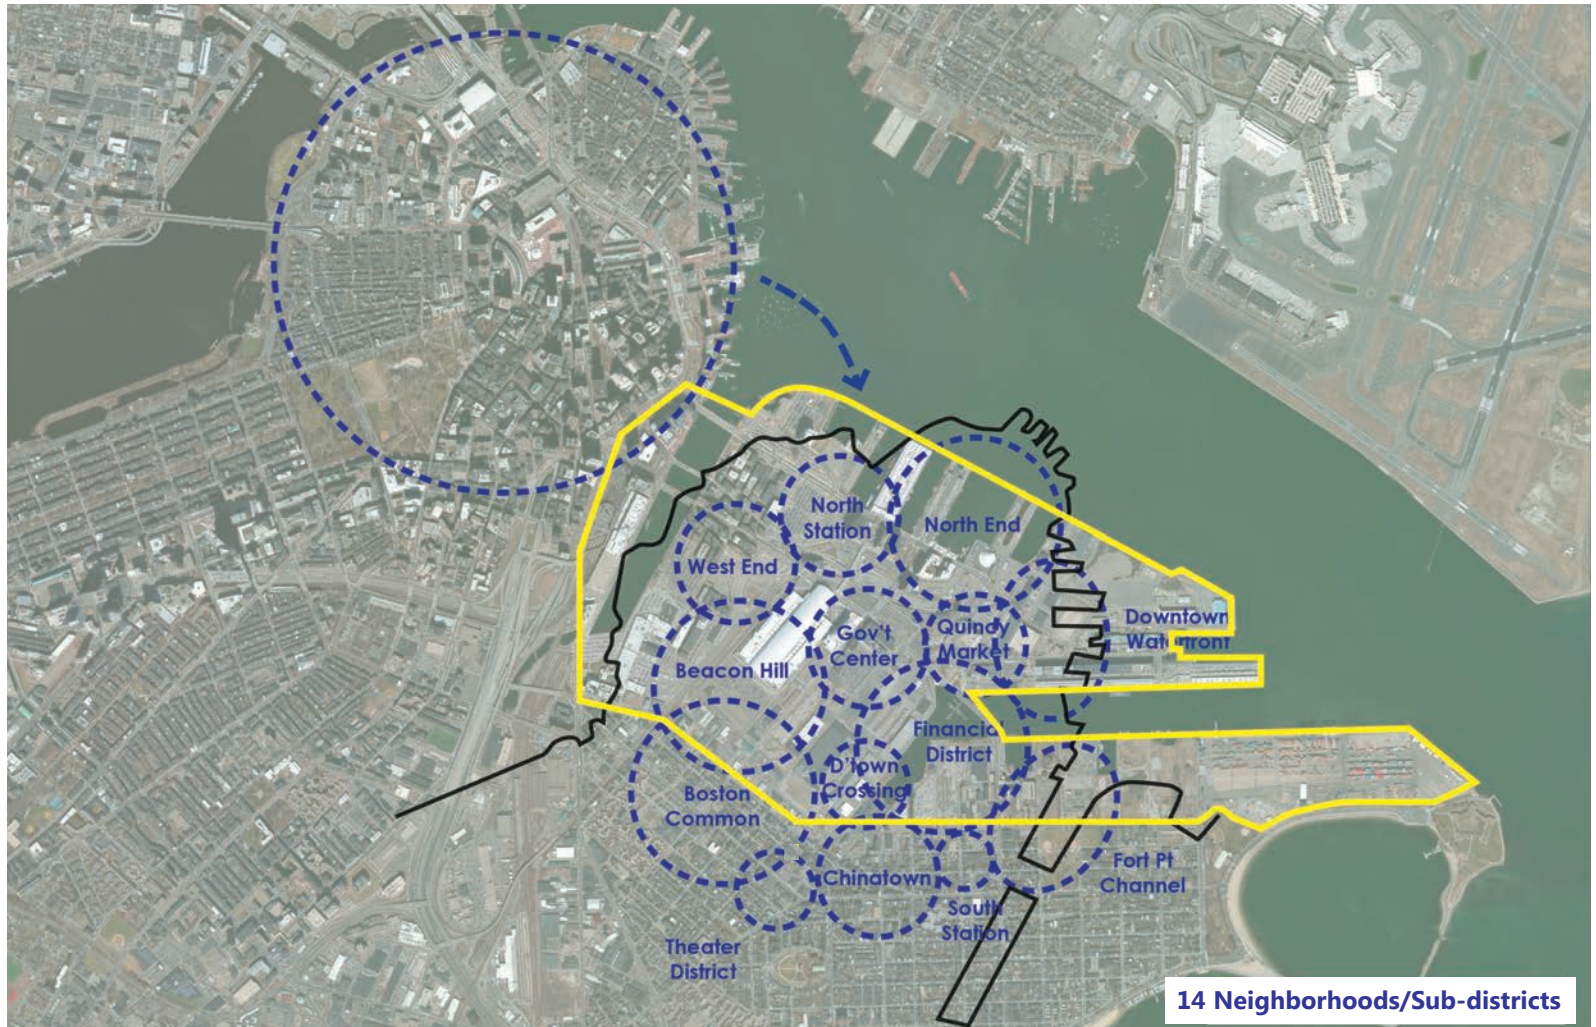 North
Station
North End
West End
Downtown
Waterfront
Gov't
Center
Quincy
Market
Beacon Hill
Financial
District
D'town
Crossing
Boston
Common
Chinatown
Fort Pt
Channel
South
Station
Theater
District
14 Neighborhoods/Sub-districts